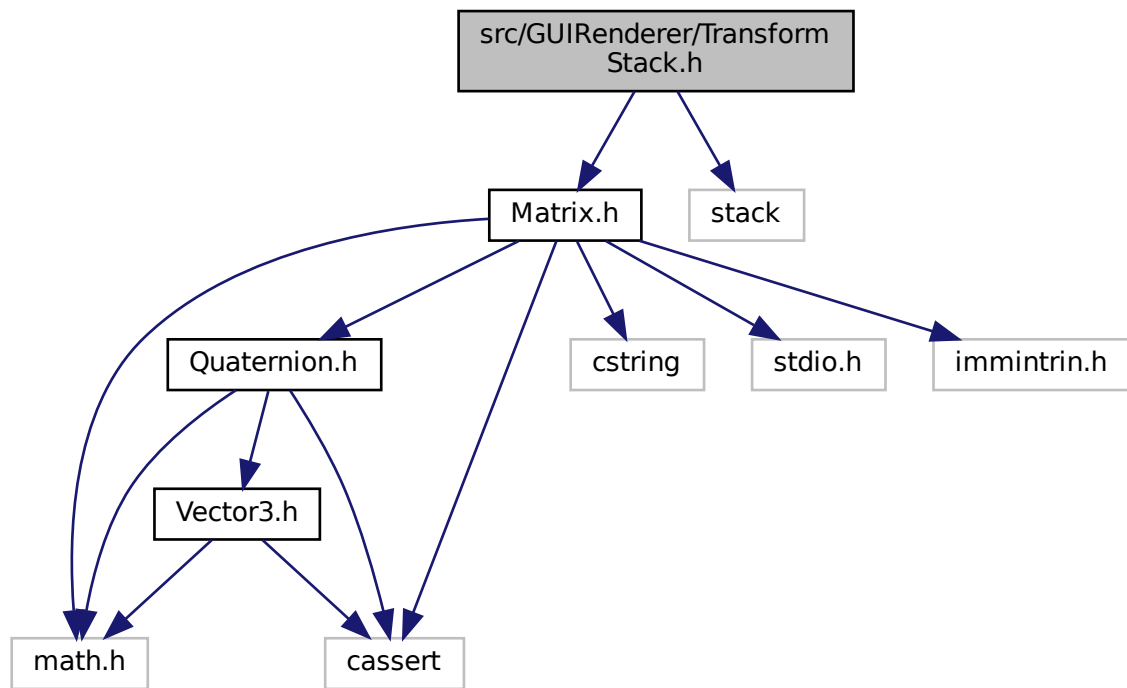 src/GUIRenderer/Transform
Stack.h
Matrix.h
stack
Quaternion.h
cstring
stdio.h
immintrin.h
Vector3.h
math.h
cassert